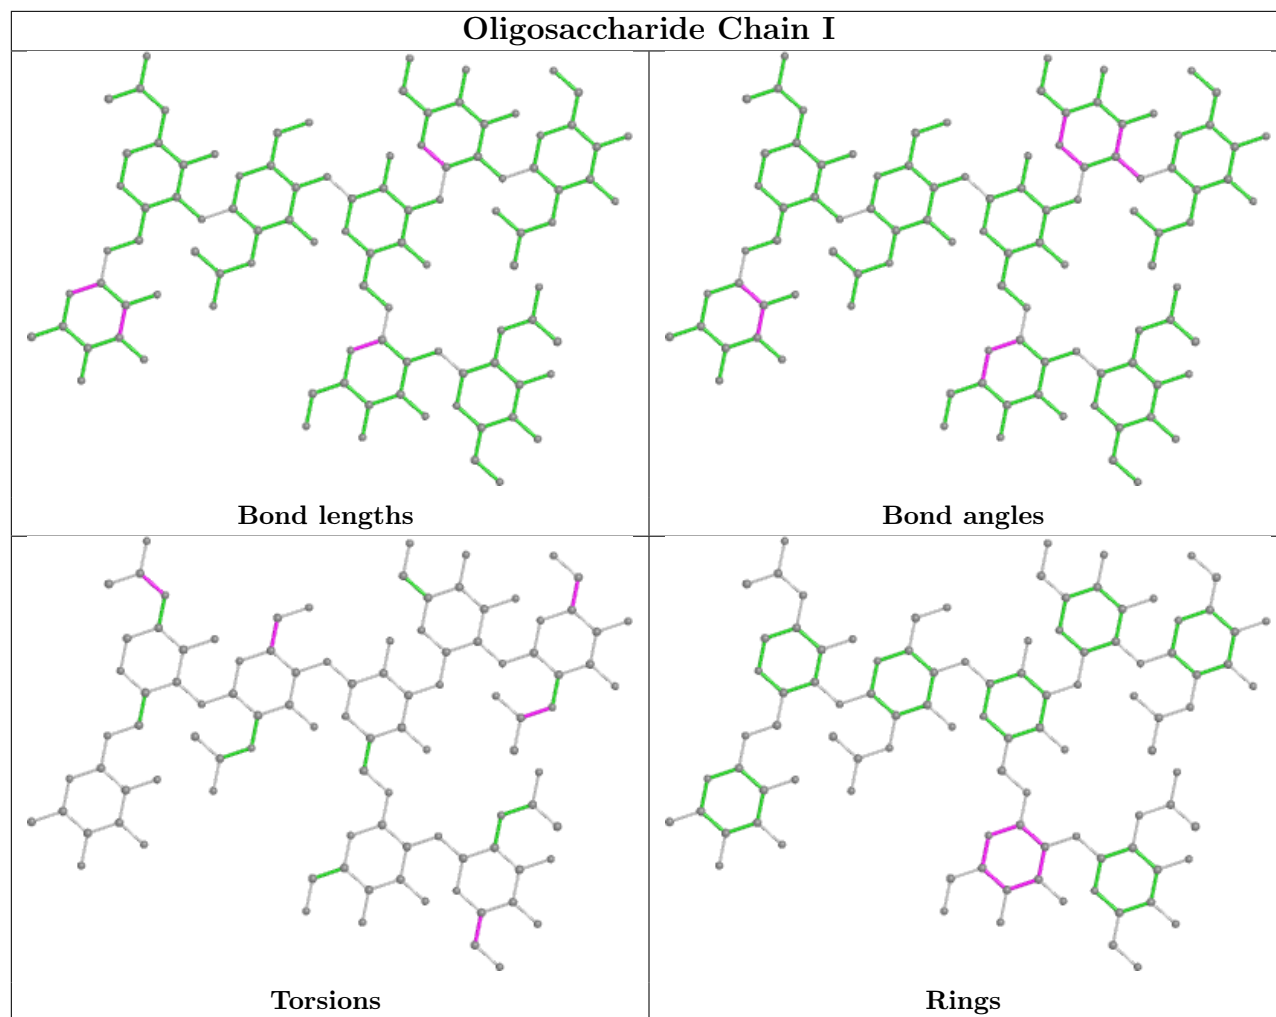 Oligosaccharide Chain I
Bond lengths
Bond angles
Torsions
Rings